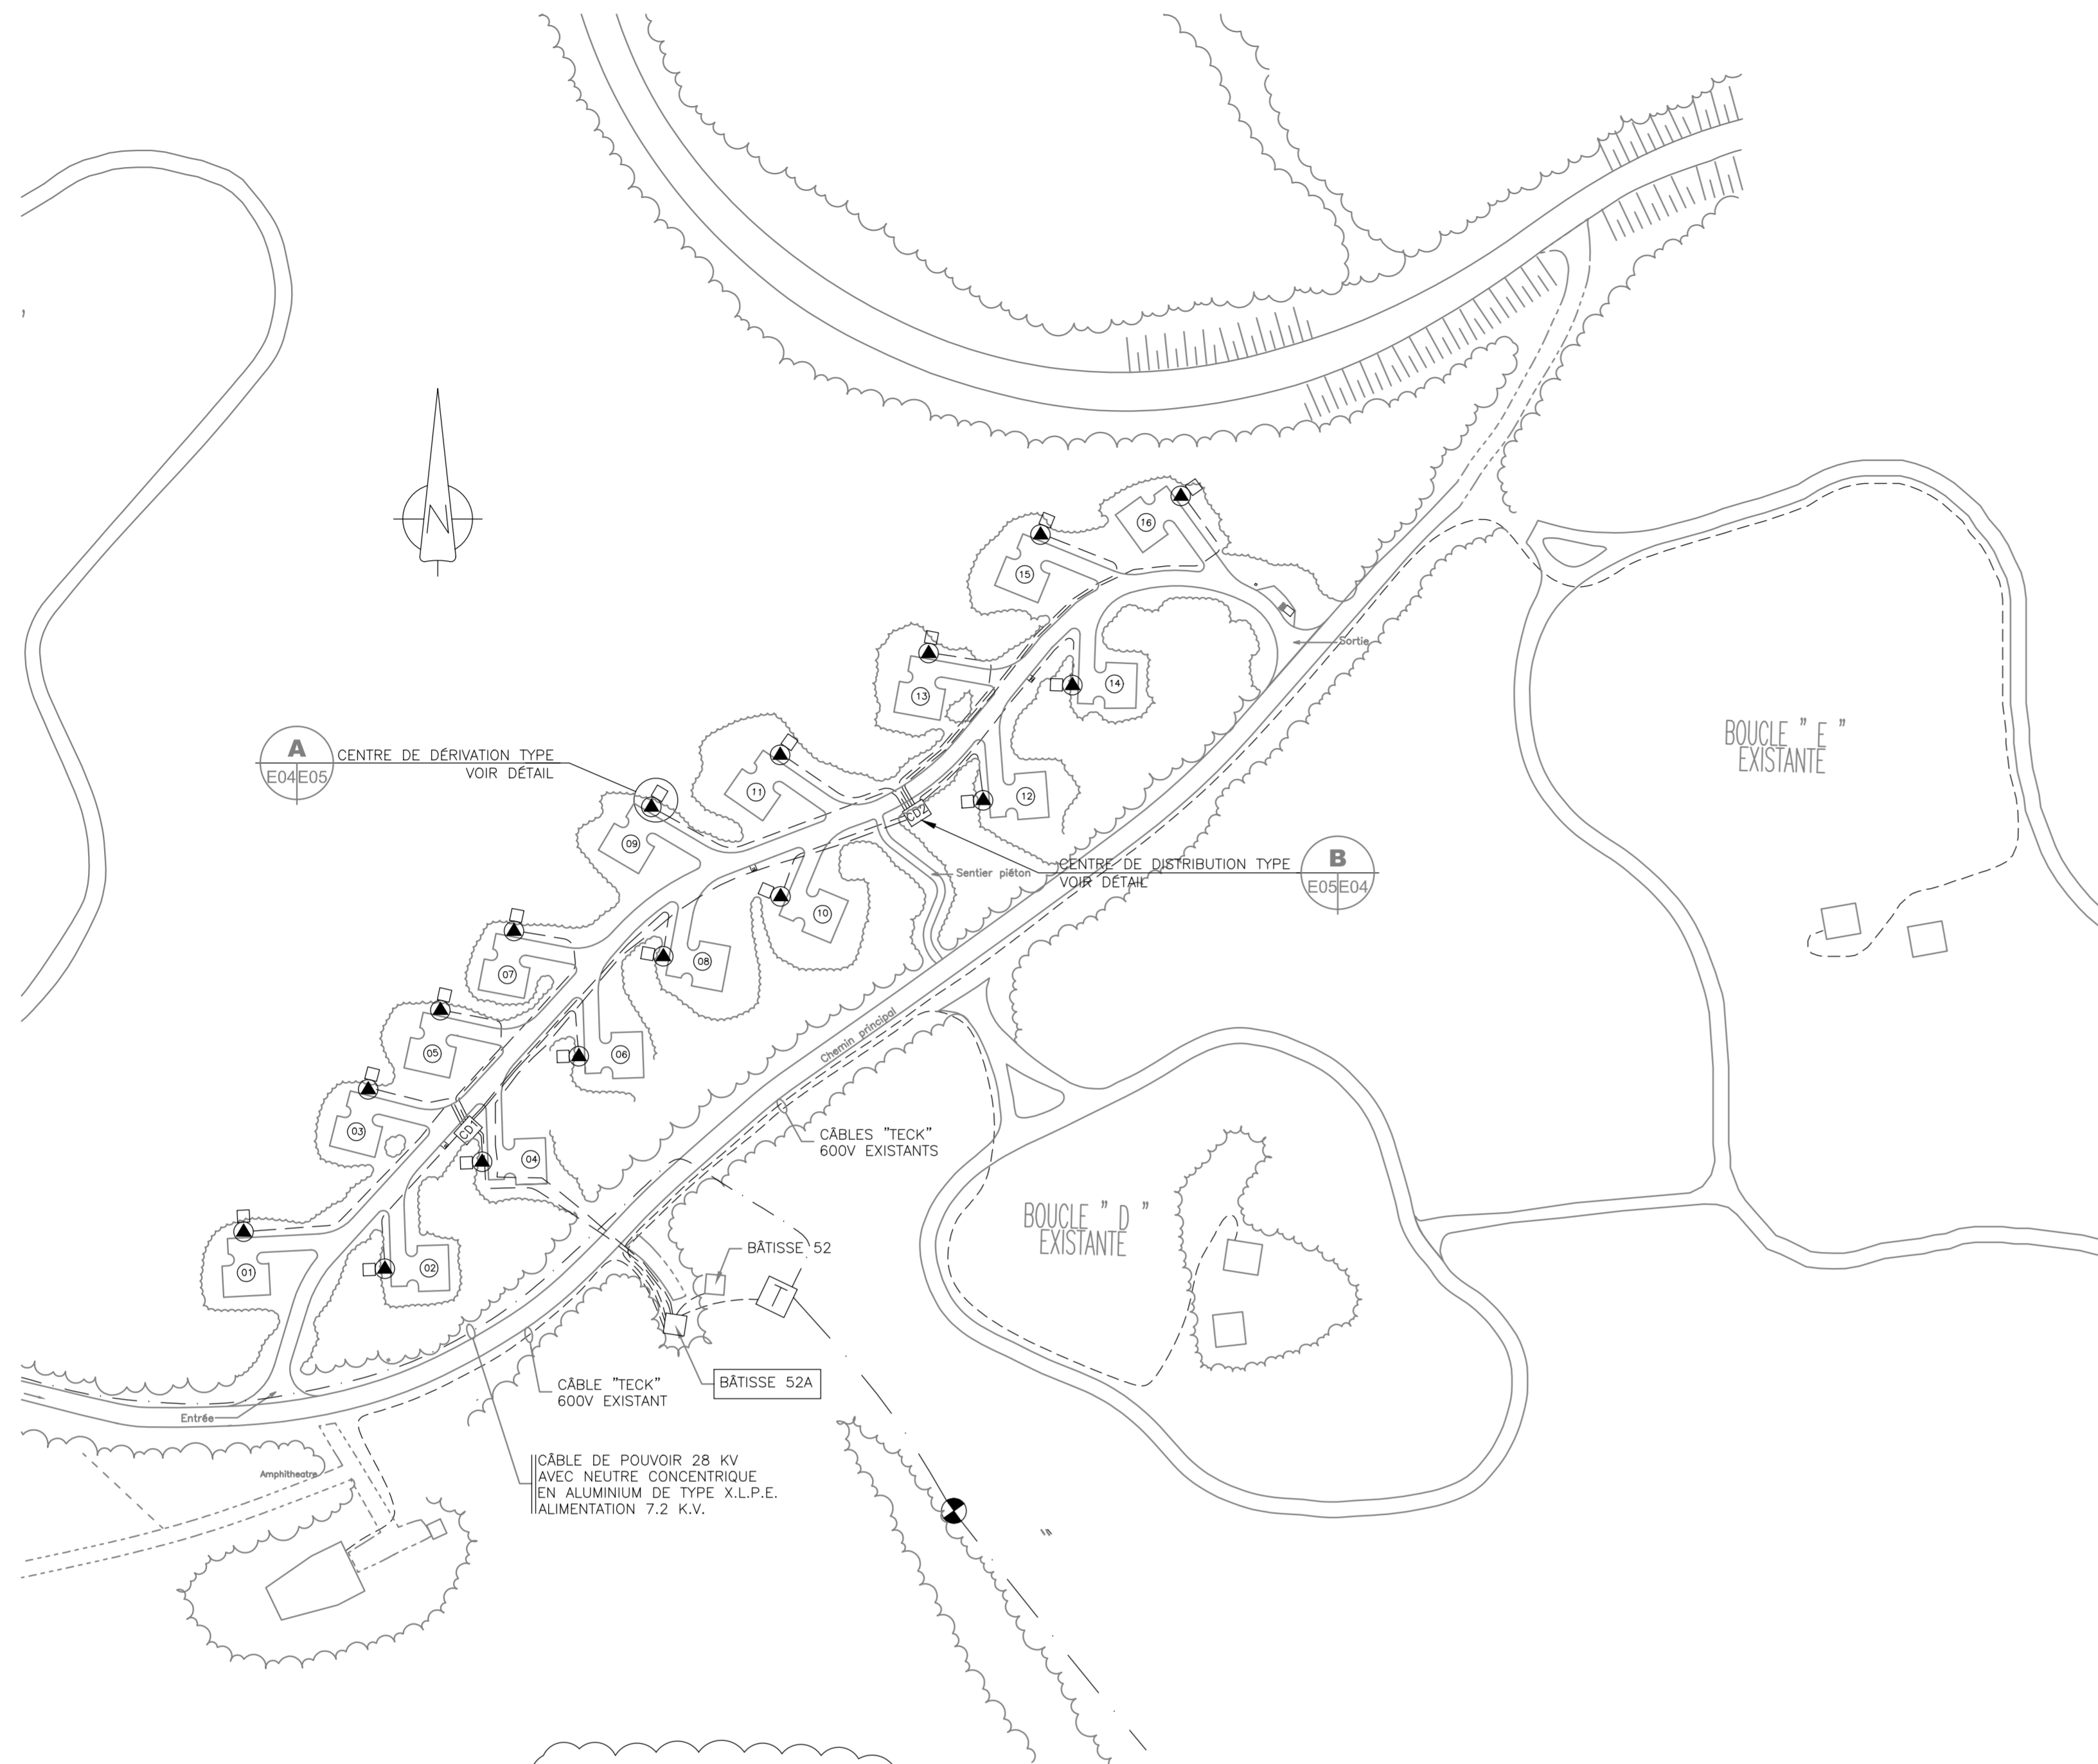 N
16
15
Sortie
13
14
BOUCLE " E "
EXISTANTE
A
E04 E05
CENTRE DE DÉRIVATION TYPE
VOIR DÉTAIL
11
12
CD2
09
CENTRE DE DISTRIBUTION TYPE
VOIR DÉTAIL
B
E05 E04
Sentier piéton
10
08
07
Chemin principal
05
06
03
CD1
04
CÂBLES "TECK"
600V EXISTANTS
BOUCLE " D "
EXISTANTE
BÂTISSE 52
01
02
T
BÂTISSE 52A
CÂBLE "TECK"
600V EXISTANT
Entrée
Amphitheatre
CÂBLE DE POUVOIR 28 KV
AVEC NEUTRE CONCENTRIQUE
EN ALUMINIUM DE TYPE X.L.P.E.
ALIMENTATION 7.2 K.V.